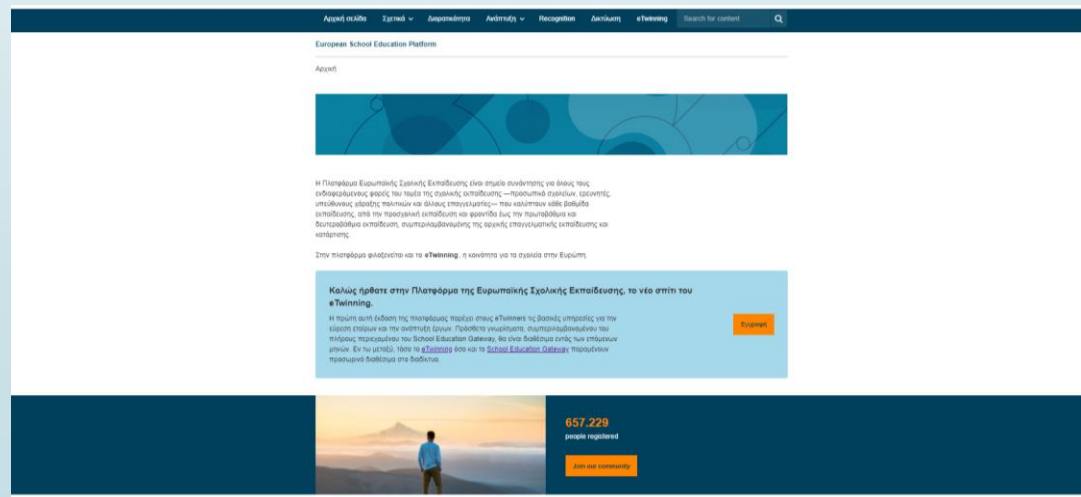 Αρχική σελίδα Σχετικά Διορατικότητα Ανάπτυξη Recognition Δικτύωση eTwinning Search for content
European School Education Platform
Αρχική
Η Πλατφόρμα Ευρωπαϊκής Σχολικής Εκπαίδευσης είναι σημείο συνάντησης για όλους τους
ενδιαφερόμενους φορείς του τομέα της σχολικής εκπαίδευσης —προσωπικό σχολείων, ερευνητές,
υπεύθυνους χάραξης πολιτικών και άλλους επαγγελματίες— που καλύπτουν κάθε βαθμίδα
εκπαίδευσης, από την προσχολική εκπαίδευση και φροντίδα έως την πρωτοβάθμια και
δευτεροβάθμια εκπαίδευση, συμπεριλαμβανομένης της αρχικής επαγγελματικής εκπαίδευσης και
κατάρτισης.
Στην πλατφόρμα φιλοξενείται και το eTwinning, η κοινότητα για τα σχολεία στην Ευρώπη.
Καλώς ήρθατε στην Πλατφόρμα της Ευρωπαϊκής Σχολικής Εκπαίδευσης, το νέο σπίτι του
eTwinning.
Η πρώτη αυτή έκδοση της πλατφόρμας παρέχει στους eTwinners τις βασικές υπηρεσίες για την
εύρεση εταίρων και την ανάπτυξη έργων. Πρόσθετα γνωρίσματα, συμπεριλαμβανομένου του
πλήρους περιεχομένου του School Education Gateway, θα είναι διαθέσιμα εντός των επόμενων
μηνών. Εν τω μεταξύ, τόσο το eTwinning όσο και το School Education Gateway παραμένουν
προσωρινά διαθέσιμα στο διαδίκτυο.
Εγγραφή
657.229
people registered
Join our community